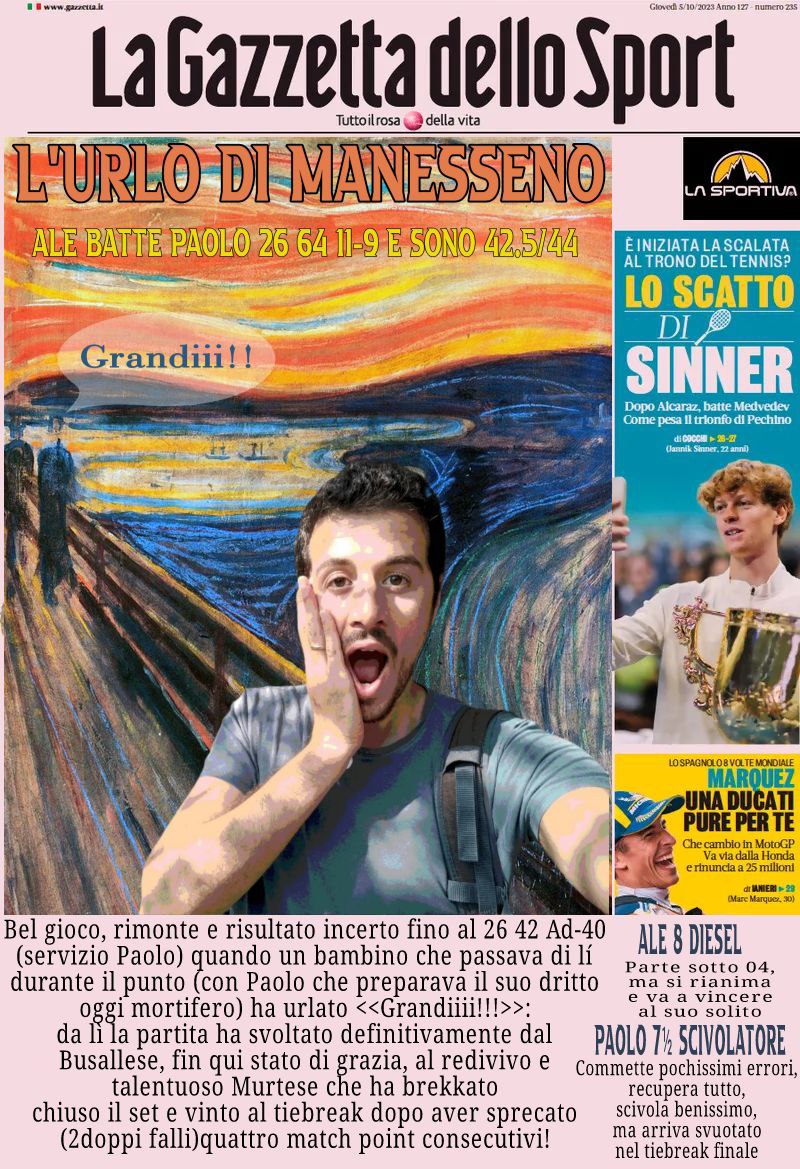 www.gazzetta.it
Giovedì 5/10/2023 Anno 127 - numero 235
La Gazzetta dello Sport
Tutto il rosa della vita
L'URLO DI MANESSENO
ALE BATTE PAOLO 26 64 11-9 E SONO 42.5/44
Grandiii!!
LA SPORTIVA
È INIZIATA LA SCALATA
AL TRONO DEL TENNIS?
LO SCATTO
DI
SINNER
Dopo Alcaraz, batte Medvedev
Come pesa il trionfo di Pechino
di COCCHI ▶ 26-27
(Jannik Sinner, 22 anni)
LO SPAGNOLO 8 VOLTE MONDIALE
MARQUEZ
UNA DUCATI
PURE PER TE
Che cambio in MotoGP
Va via dalla Honda
e rinuncia a 25 milioni
di IANIERI ▶ 29
(Marc Marquez, 30)
Bel gioco, rimonte e risultato incerto fino al 26 42 Ad-40
(servizio Paolo) quando un bambino che passava di lí
durante il punto (con Paolo che preparava il suo dritto
oggi mortifero) ha urlato <<Grandiiii!!!>>:
da lì la partita ha svoltato definitivamente dal
Busallese, fin qui stato di grazia, al redivivo e
talentuoso Murtese che ha brekkato
chiuso il set e vinto al tiebreak dopo aver sprecato
(2doppi falli)quattro match point consecutivi!
ALE 8 DIESEL
Parte sotto 04,
ma si rianima
e va a vincere
al suo solito
PAOLO 7½ SCIVOLATORE
Commette pochissimi errori,
recupera tutto,
scivola benissimo,
ma arriva svuotato
nel tiebreak finale